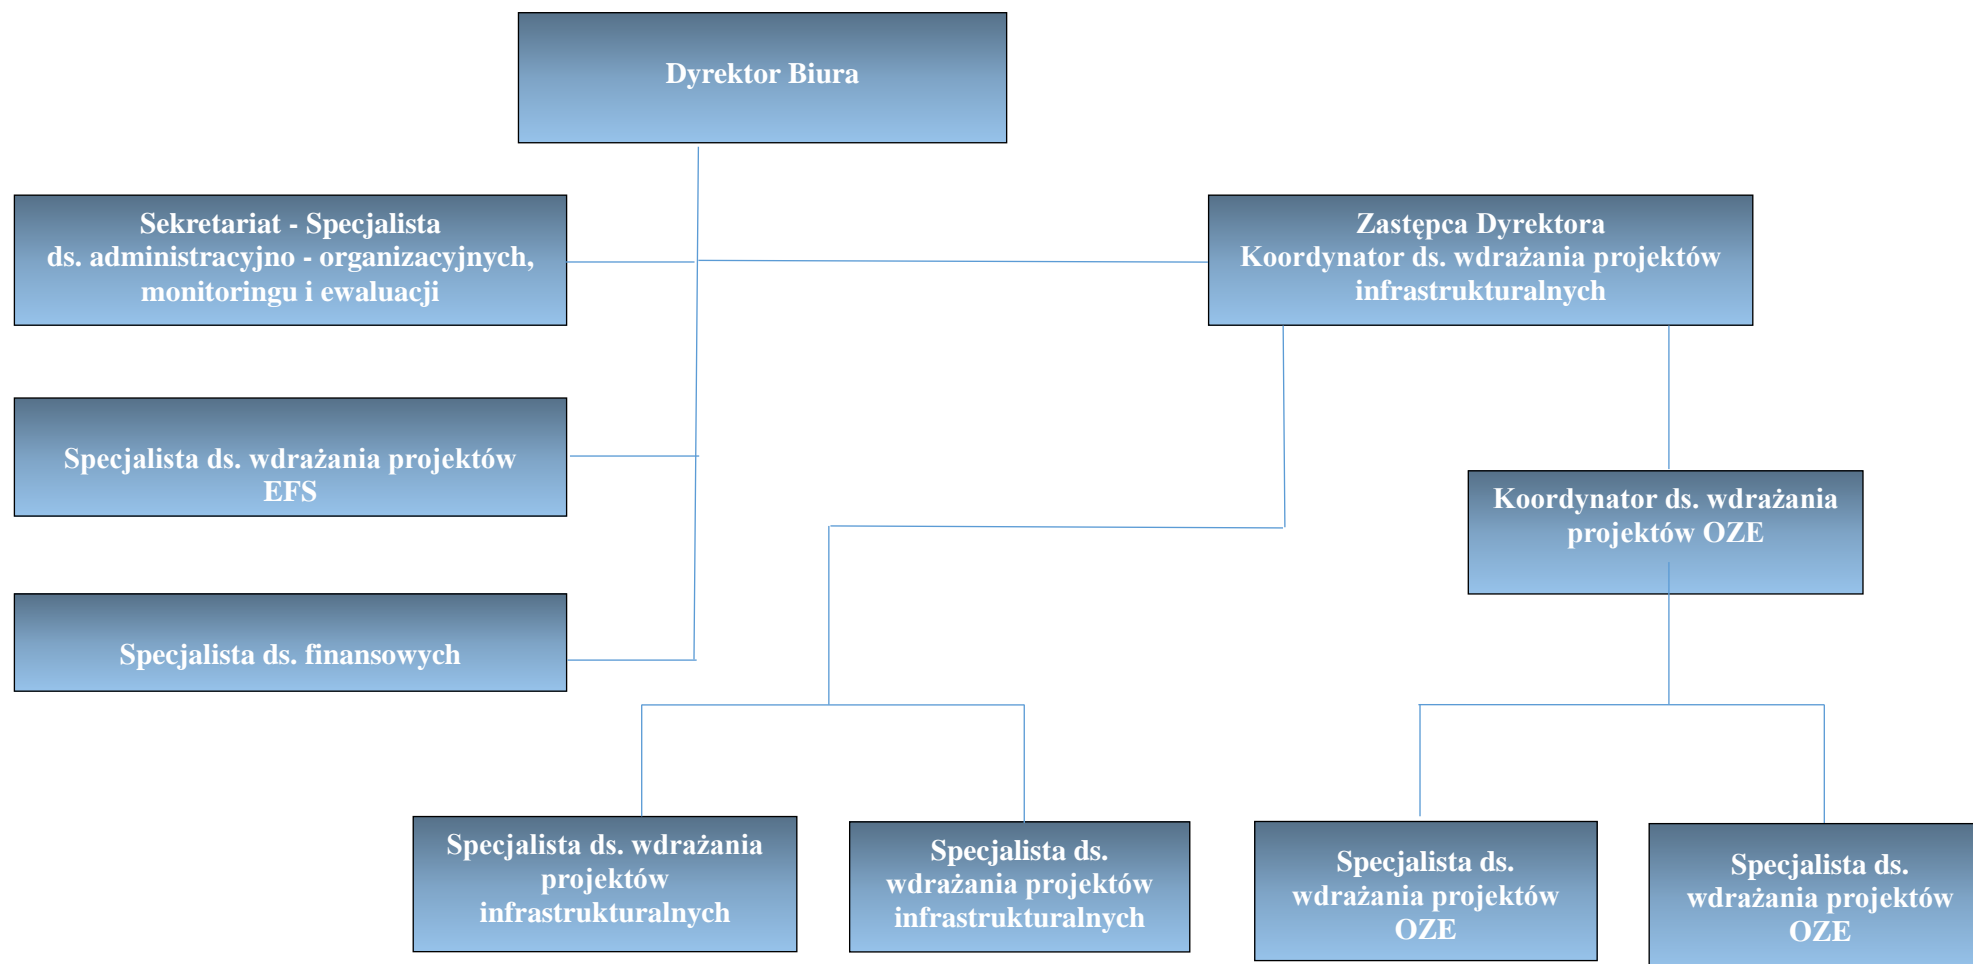 Dyrektor Biura
Sekretariat - Specjalista
ds. administracyjno - organizacyjnych,
monitoringu i ewaluacji
Zastępca Dyrektora
Koordynator ds. wdrażania projektów
infrastrukturalnych
Specjalista ds. wdrażania projektów
EFS
Koordynator ds. wdrażania
projektów OZE
Specjalista ds. finansowych
Specjalista ds. wdrażania
projektów
infrastrukturalnych
Specjalista ds.
wdrażania projektów
infrastrukturalnych
Specjalista ds.
wdrażania projektów
OZE
Specjalista ds.
wdrażania projektów
OZE